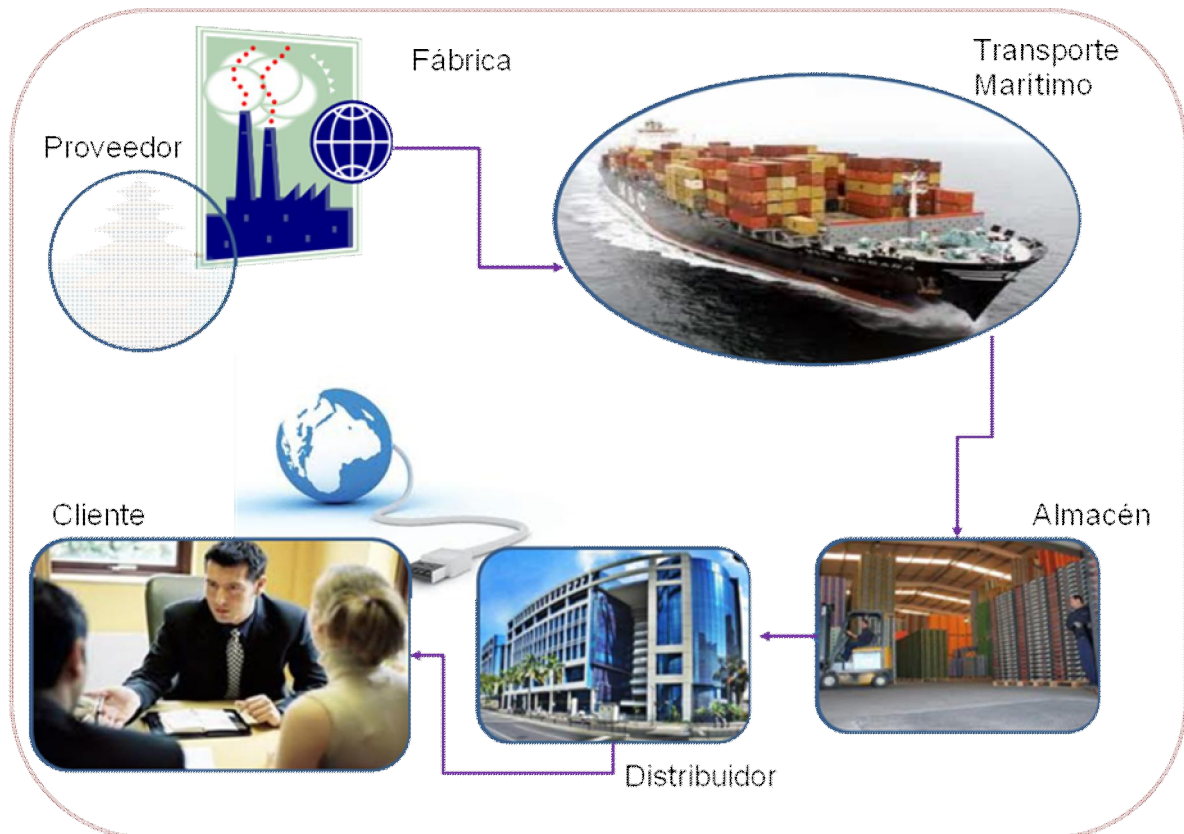 Fábrica
Transporte
Marítimo
Proveedor
Cliente
Almacén
Distribuidor